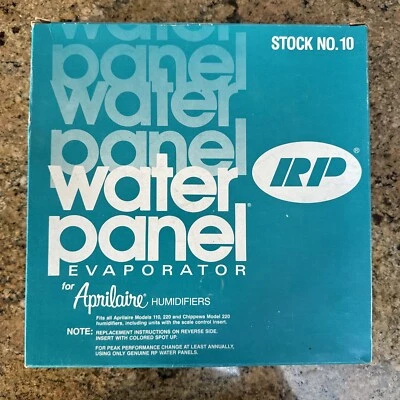 water
STOCK NO. 10
panel
water
panel
RP®
water®
panel
EVAPORATOR
for Aprilaire® HUMIDIFIERS
Fits all Aprilaire Models 110, 220 and Chippewa Model 220
humidifiers, including units with the scale control insert.
NOTE: REPLACEMENT INSTRUCTIONS ON REVERSE SIDE.
INSERT WITH COLORED SPOT UP.
FOR PEAK PERFORMANCE CHANGE AT LEAST ANNUALLY,
USING ONLY GENUINE RP WATER PANELS.